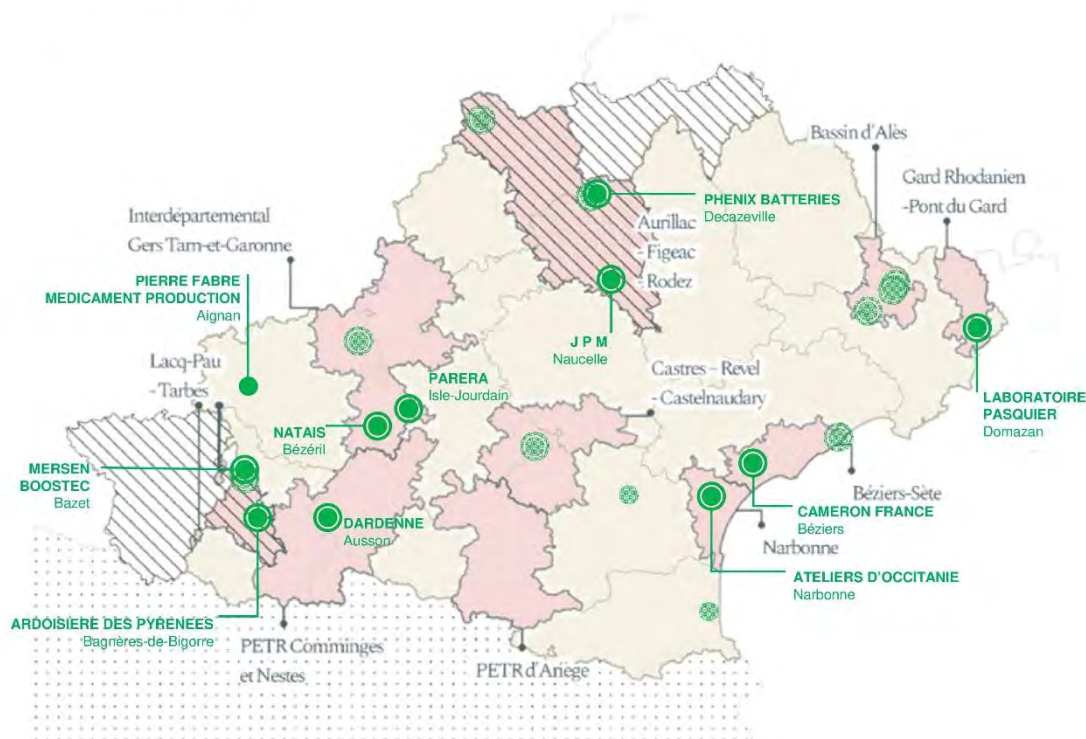 Bassin d'Alès
Gard Rhodanien
-Pont du Gard
PHENIX BATTERIES
Decazeville
Aurillac
- Figeac
- Rodez
Interdépartemental
Gers Tarn-et-Garonne
PIERRE FABRE
MEDICAMENT PRODUCTION
Aignan
Lacq-Pau
- Tarbes
J P M
Naucelle
PARERA
Isle-Jourdain
Castres – Revel
- Castelnaudary
LABORATOIRE
PASQUIER
Domazan
NATAIS
Bézéril
MERSEN
BOOSTEC
Bazet
Béziers-Sète
CAMERON FRANCE
Béziers
DARDENNE
Ausson
Narbonne
ATELIERS D'OCCITANIE
Narbonne
ARDOISIERE DES PYRENEES
Bagnères-de-Bigorre
PETR Comminges
et Nestes
PETR d'Ariège